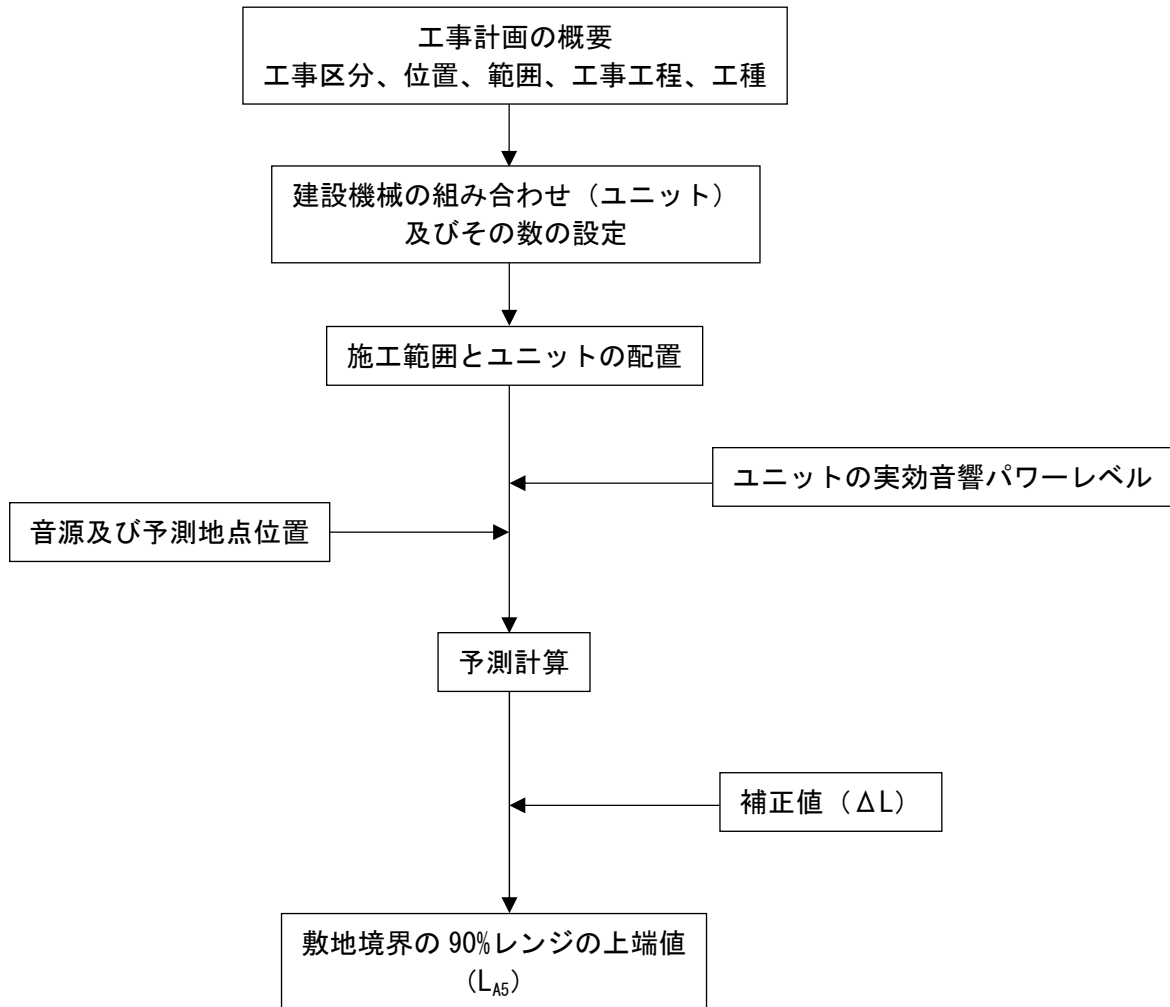 工事計画の概要
工事区分、位置、範囲、工事工程、工種
建設機械の組み合わせ（ユニット）
及びその数の設定
施工範囲とユニットの配置
ユニットの実効音響パワーレベル
音源及び予測地点位置
予測計算
補正値（ΔL）
敷地境界の 90%レンジの上端値
（LA5）